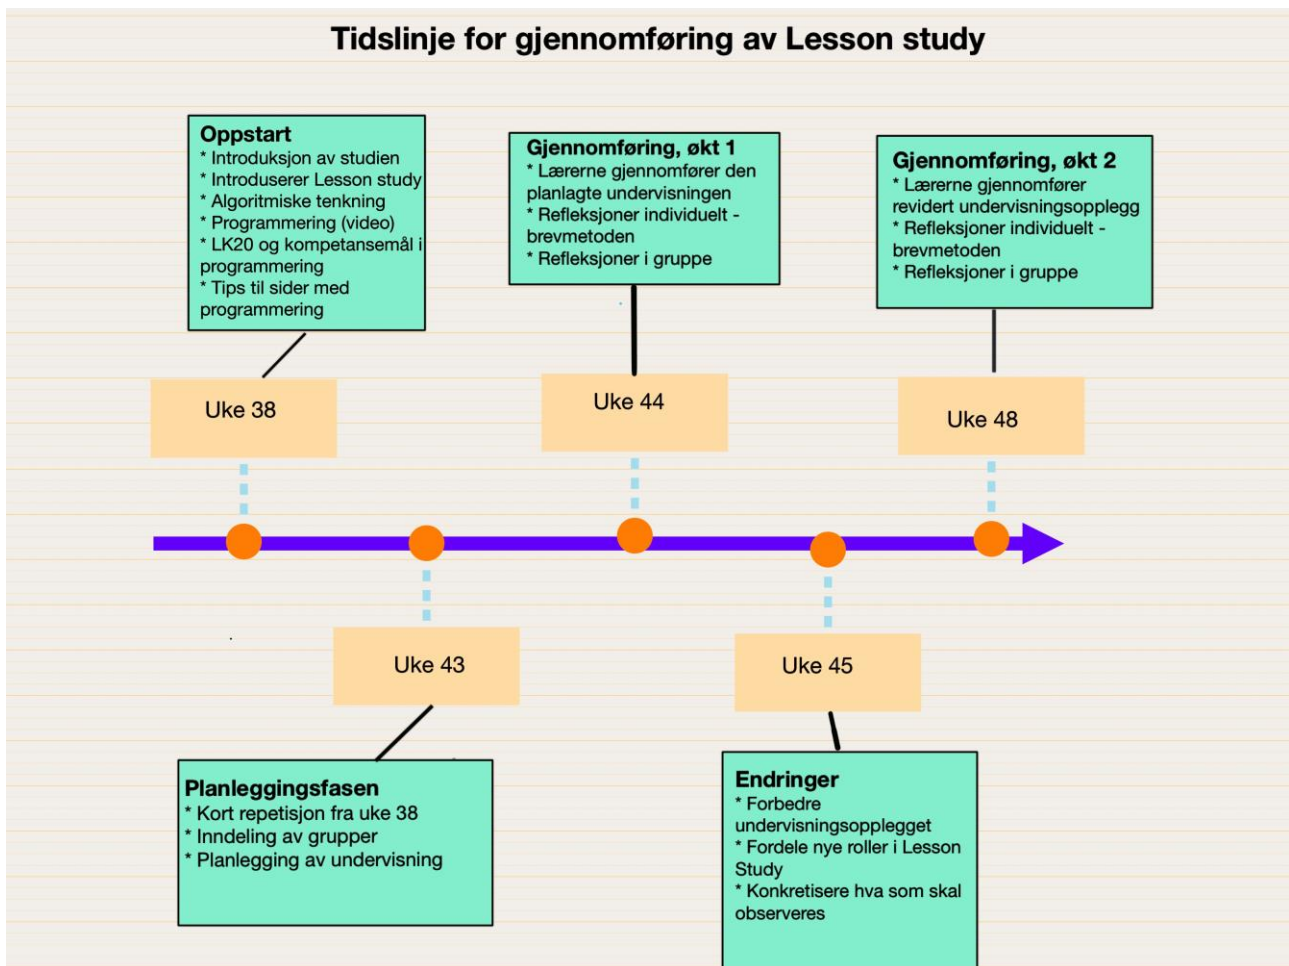 Tidslinje for gjennomføring av Lesson study
Oppstart
* Introduksjon av studien
* Introduserer Lesson study
* Algoritmiske tenkning
* Programmering (video)
* LK20 og kompetansemål i
programmering
* Tips til sider med
programmering
Gjennomføring, økt 1
* Lærerne gjennomfører den
planlagte undervisningen
* Refleksjoner individuelt -
brevmetoden
* Refleksjoner i gruppe
Gjennomføring, økt 2
* Lærerne gjennomfører
revidert undervisningsopplegg
* Refleksjoner individuelt -
brevmetoden
* Refleksjoner i gruppe
Uke 38
Uke 44
Uke 48
Uke 43
Uke 45
Planleggingsfasen
* Kort repetisjon fra uke 38
* Inndeling av grupper
* Planlegging av undervisning
Endringer
* Forbedre
undervisningsopplegget
* Fordele nye roller i Lesson
Study
* Konkretisere hva som skal
observeres